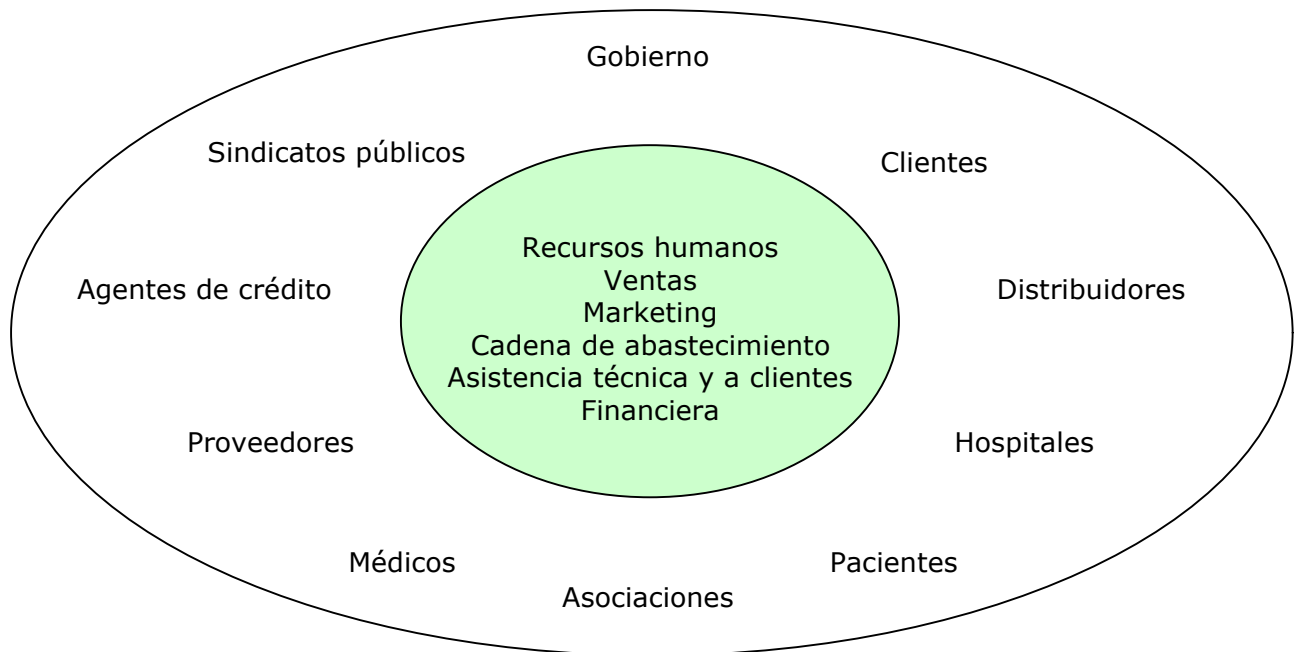 Gobierno
Sindicatos públicos
Clientes
Recursos humanos
Ventas
Marketing
Cadena de abastecimiento
Asistencia técnica y a clientes
Financiera
Agentes de crédito
Distribuidores
Proveedores
Hospitales
Médicos
Pacientes
Asociaciones